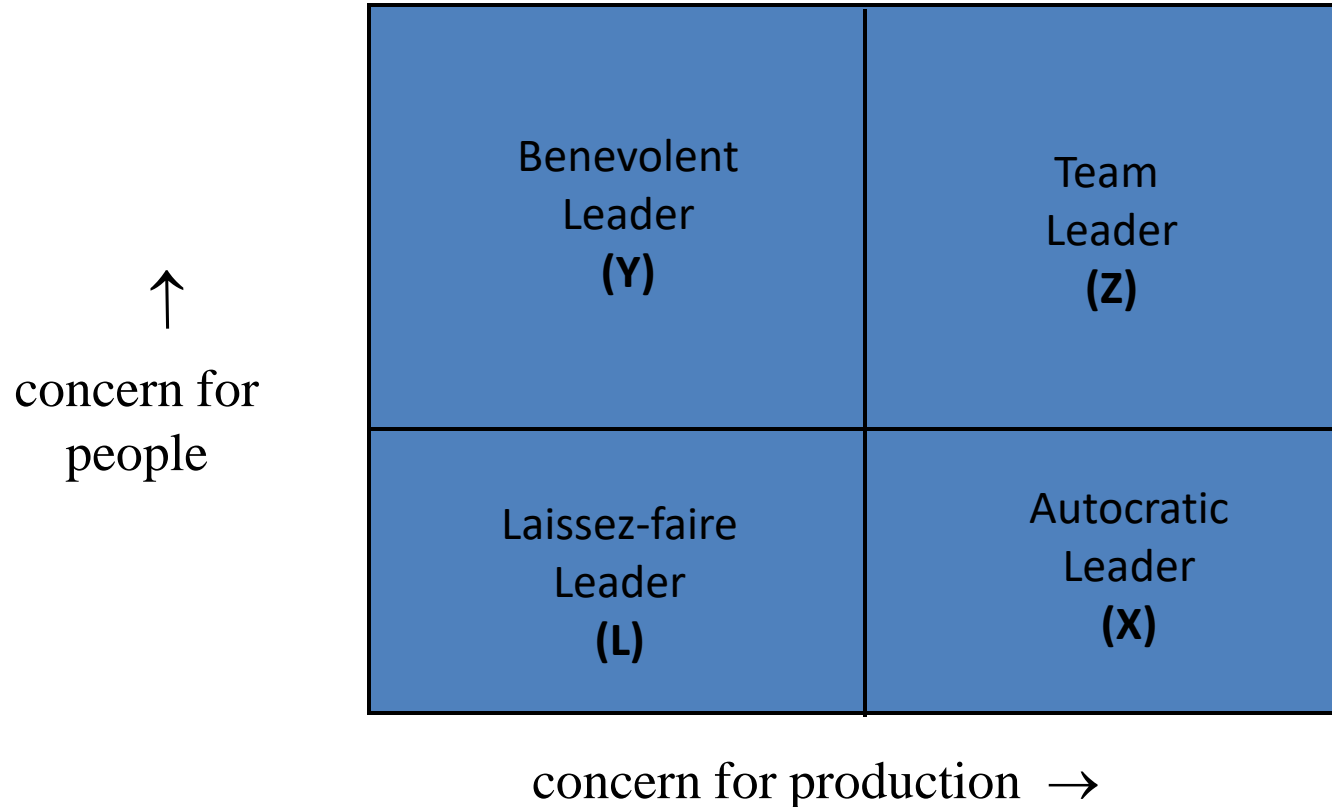 Benevolent
Leader
(Y)
Team
Leader
(Z)
↑
concern for
people
Laissez-faire
Leader
(L)
Autocratic
Leader
(X)
concern for production →